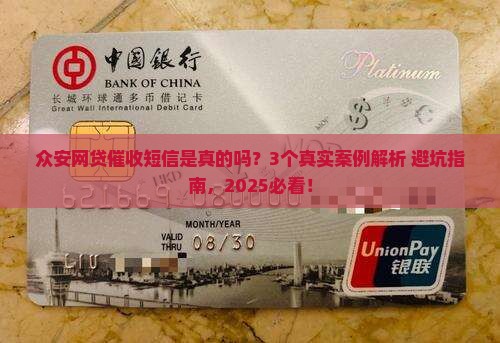 中國銀行
Platinum
BANK OF CHINA
长城环球通多币借记卡
Great Wall International Debit Card
众安网贷催收短信是真的吗？3个真实案例解析 避坑指
南，2025必看！
MONTH/YEAR
VALID
THRU
08/30
UnionPay
银联